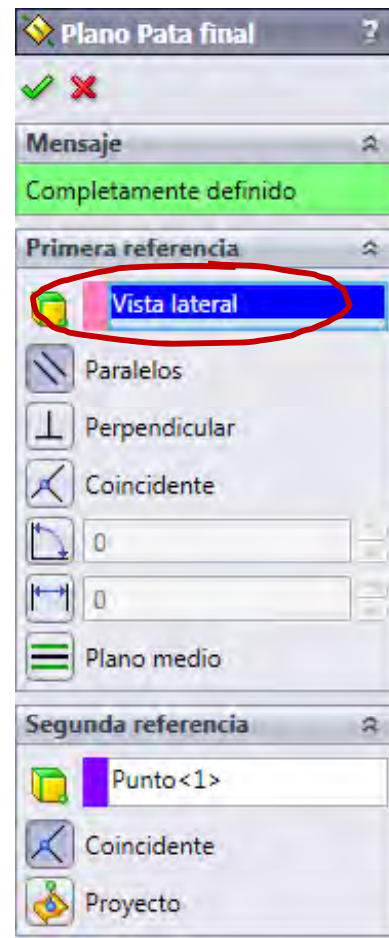 Plano Pata final ?
Mensaje
Completamente definido
Primera referencia
Vista lateral
Paralelos
Perpendicular
Coincidente
0
0
Plano medio
Segunda referencia
Punto<1>
Coincidente
Proyecto